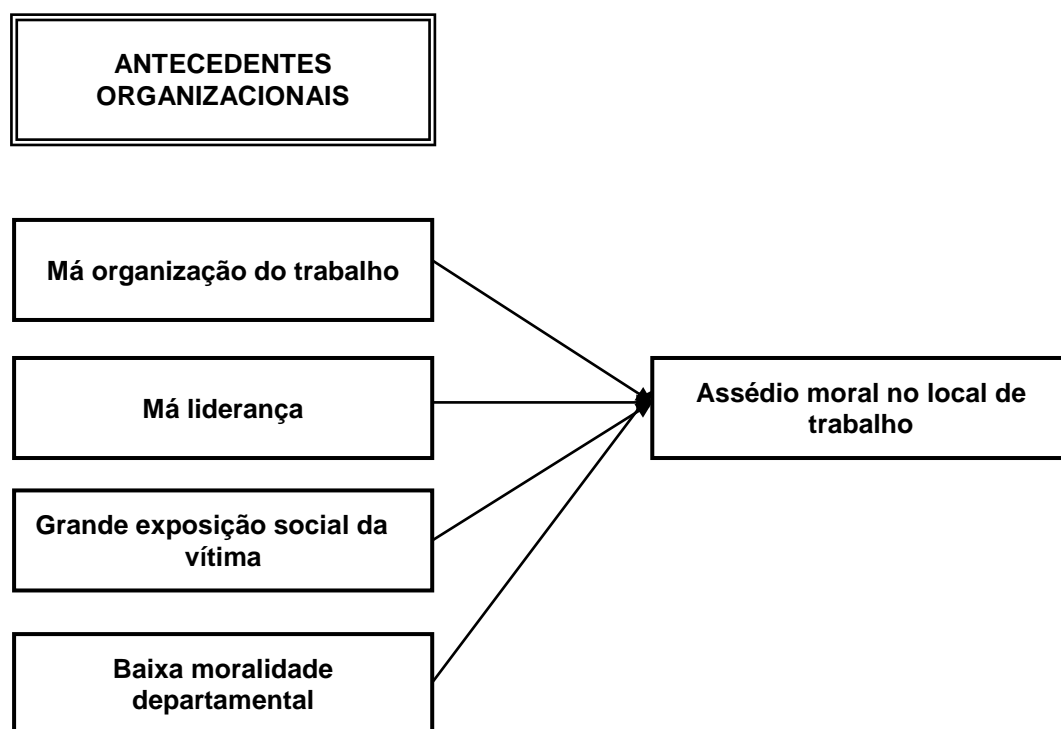 ANTECEDENTES
ORGANIZACIONAIS
Má organização do trabalho
Má liderança
Assédio moral no local de
trabalho
Grande exposição social da
vítima
Baixa moralidade
departamental